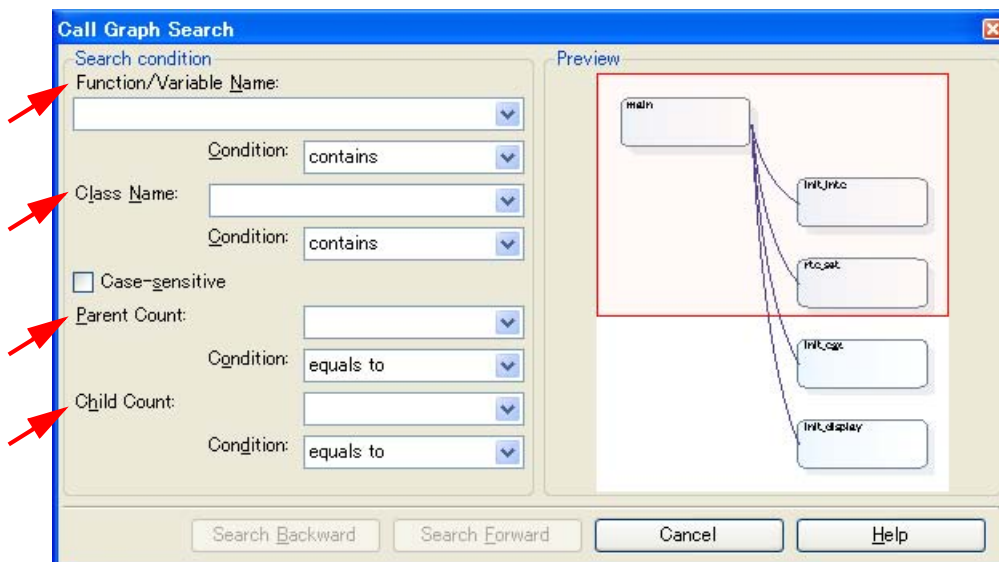 Call Graph Search
Search condition
Function/Variable Name:
Condition: contains
Class Name:
Condition: contains
Case-sensitive
Parent Count:
Condition: equals to
Child Count:
Condition: equals to
Preview
main
init_intc
rtc_set
init_cgc
init_display
Search Backward Search Forward Cancel Help